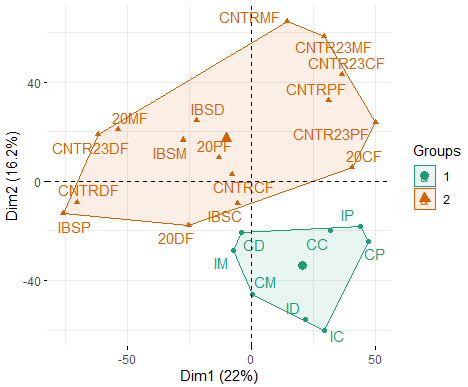 CNTRMF
CNTR23MF
CNTR23CF
40
CNTRPF
IBSD
20MF
CNTR23PF
CNTR23DF
IBSM
20PF
20CF
0
CNTRDF
CNTRCF
IBSC
IBSP
20DF
IP
CD
CC
CP
IM
CM
-40
ID
IC
-50
0
50
Dim1 (22%)
Dim2 (16.2%)
Groups
a 1
a 2